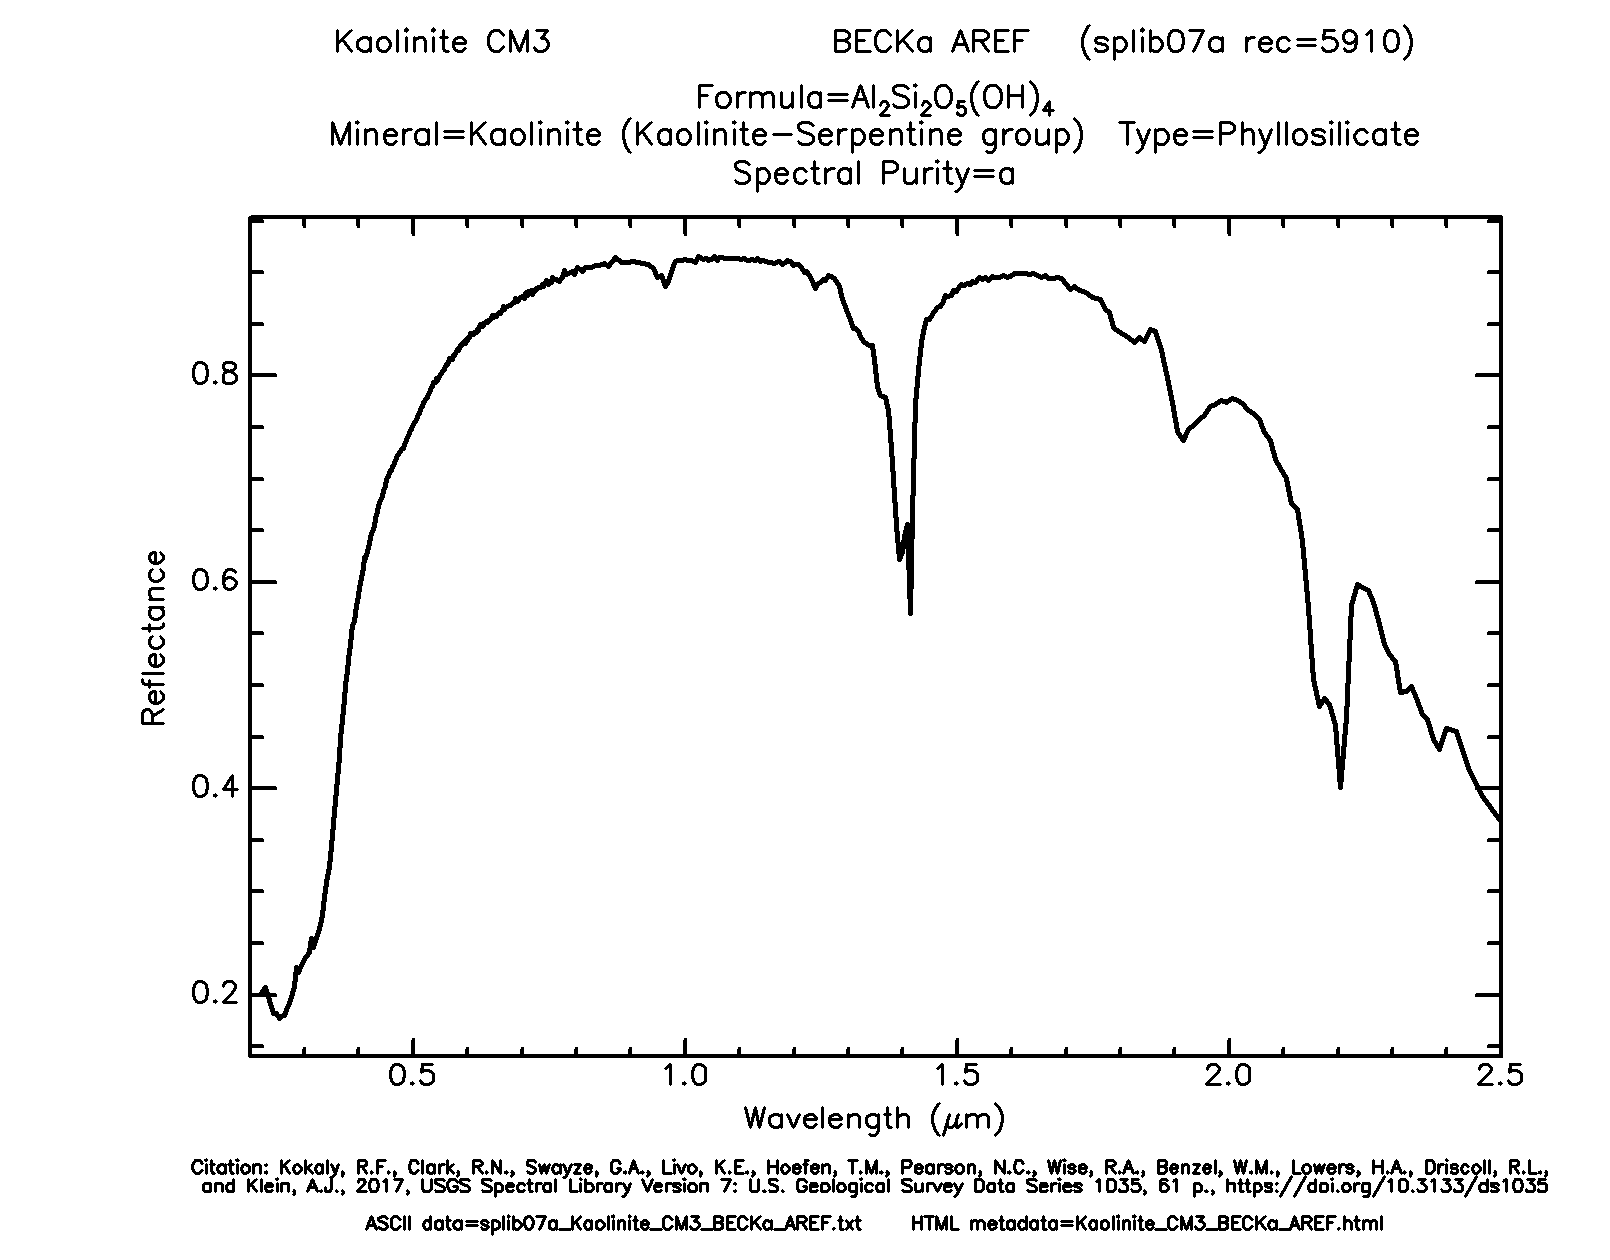 Kaolinite CM3 BECKa AREF (splib07a rec=5910)
Formula=Al₂Si₂O₅(OH)₄
Mineral=Kaolinite (Kaolinite-Serpentine group) Type=Phyllosilicate
Spectral Purity=a
0.8
0.6
0.4
0.2
Reflectance
0.5 1.0 1.5 2.0 2.5
Wavelength (μm)
Citation: Kokaly, R.F., Clark, R.N., Swayze, G.A., Livo, K.E., Hoefen, T.M., Pearson, N.C., Wise, R.A., Benzel, W.M., Lowers, H.A., Driscoll, R.L.,
and Klein, A.J., 2017, USGS Spectral Library Version 7: U.S. Geological Survey Data Series 1035, 61 p., https://doi.org/10.3133/ds1035
ASCII data=splib07a_Kaolinite_CM3_BECKa_AREF.txt HTML metadata=Kaolinite_CM3_BECKa_AREF.html